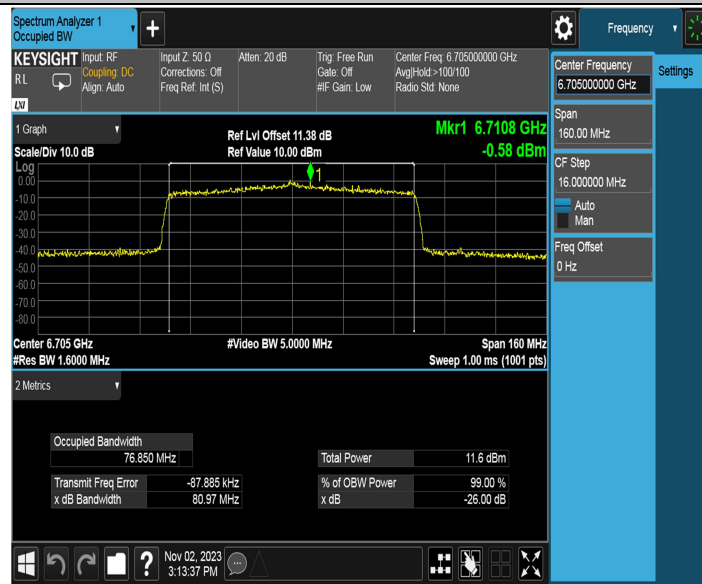 Spectrum Analyzer 1
Occupied BW
+
Frequency
KEYSIGHT
RL
LXI
Input: RF
Coupling: DC
Align: Auto
Input Z: 50 Ω
Corrections: Off
Freq Ref: Int (S)
Atten: 20 dB
Trig: Free Run
Gate: Off
#IF Gain: Low
Center Freq: 6.705000000 GHz
Avg|Hold:>100/100
Radio Std: None
Center Frequency
6.705000000 GHz
Settings
Span
160.00 MHz
CF Step
16.000000 MHz
Auto
Man
Freq Offset
0 Hz
1 Graph
Scale/Div 10.0 dB
Ref Lvl Offset 11.38 dB
Ref Value 10.00 dBm
Mkr1 6.7108 GHz
-0.58 dBm
Log
0.00
-10.0
-20.0
-30.0
-40.0
-50.0
-60.0
-70.0
-80.0
1
Center 6.705 GHz
#Res BW 1.6000 MHz
#Video BW 5.0000 MHz
Span 160 MHz
Sweep 1.00 ms (1001 pts)
2 Metrics
Occupied Bandwidth
76.850 MHz
Total Power 11.6 dBm
Transmit Freq Error -87.885 kHz
% of OBW Power 99.00 %
x dB Bandwidth 80.97 MHz
x dB -26.00 dB
?
Nov 02, 2023
3:13:37 PM